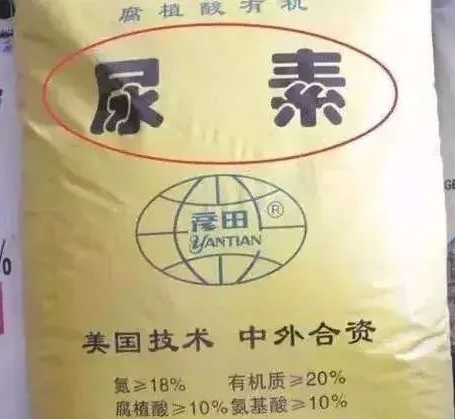 腐植酸有机
尿素
彦田®
YANTIAN
美国技术 中外合资
氮≥18% 有机质≥20%
腐植酸≥10% 氨基酸≥10%